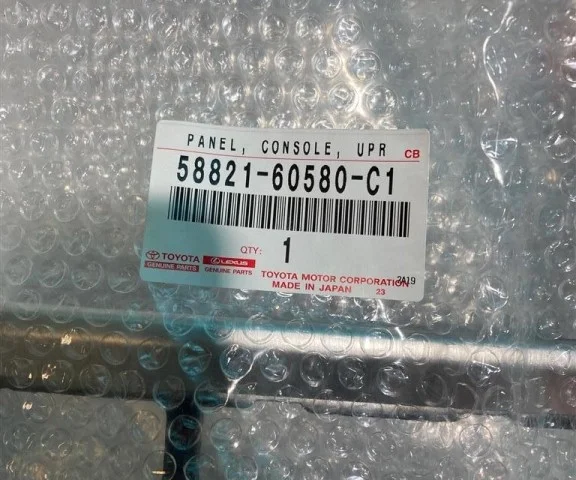 PANEL, CONSOLE, UPR CB
58821-60580-C1
QTY: 1
TOYOTA LEXUS
GENUINE PARTS GENUINE PARTS
TOYOTA MOTOR CORPORATION 2A19
MADE IN JAPAN 23